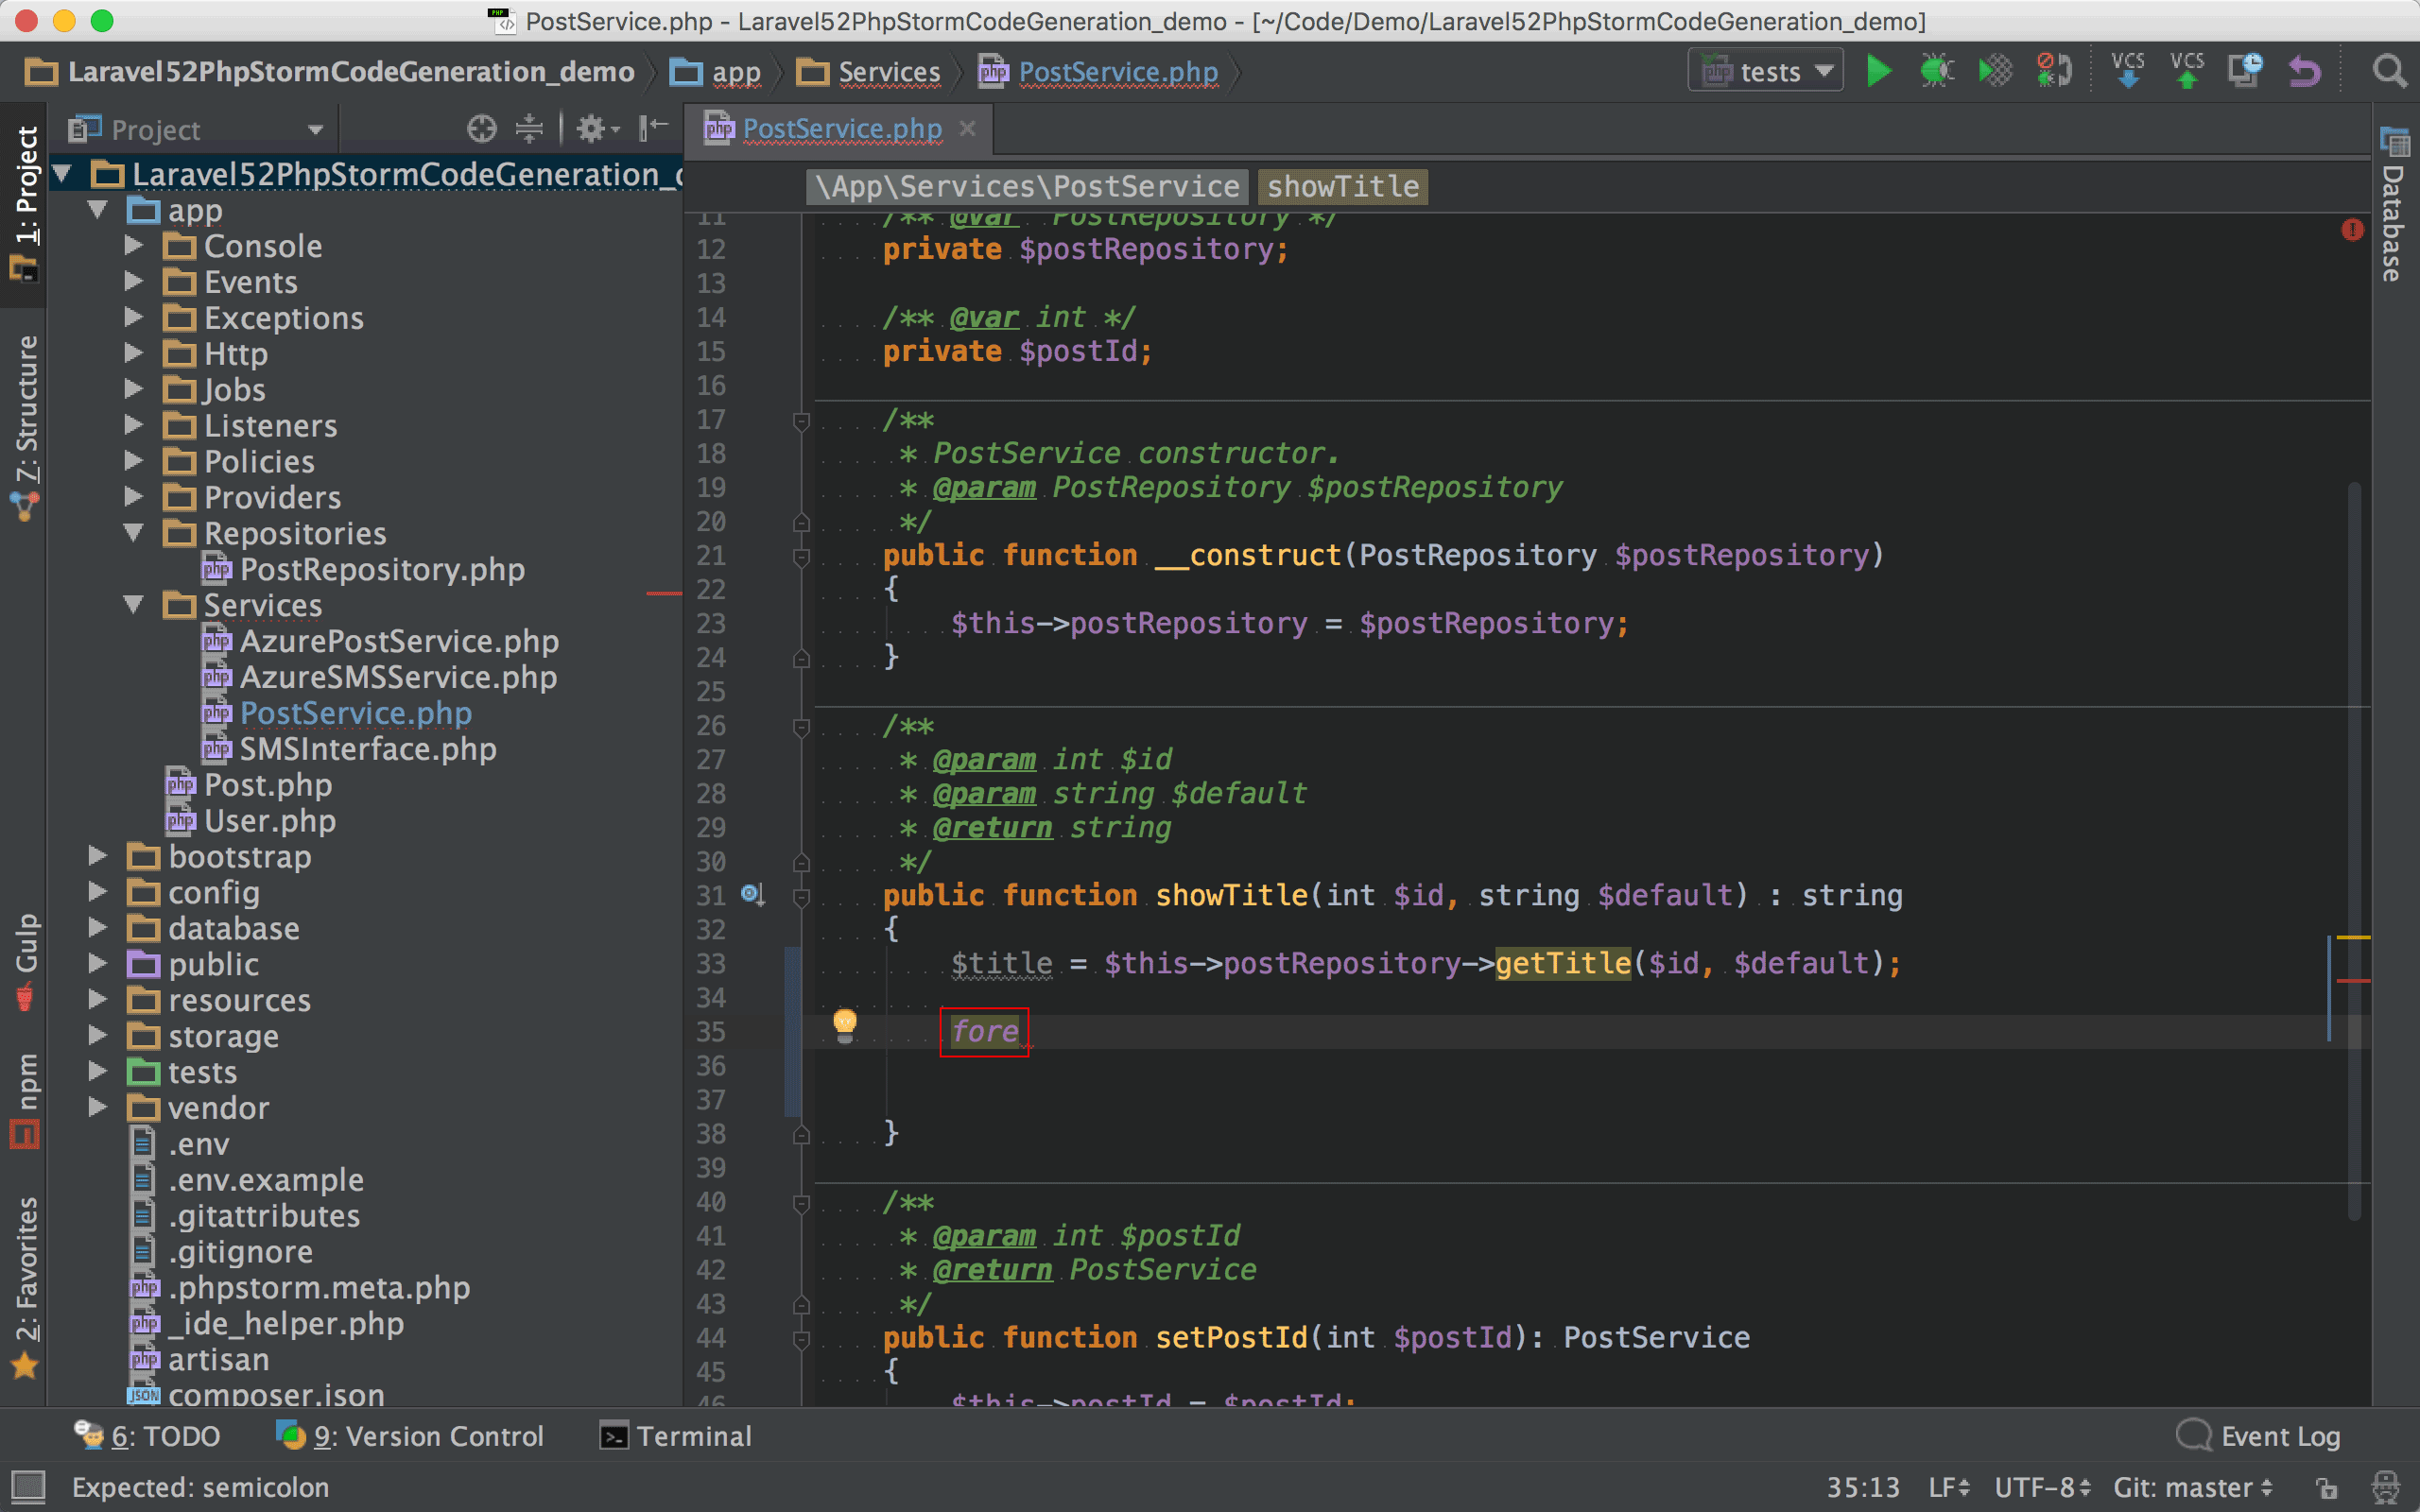 PostService.php - Laravel52PhpStormCodeGeneration_demo - [~/Code/Demo/Laravel52PhpStormCodeGeneration_demo]
Laravel52PhpStormCodeGeneration_demo app Services PostService.php tests VCS VCS
1: Project
7: Structure
Gulp
npm
2: Favorites
Project
Laravel52PhpStormCodeGeneration_
app
Console
Events
Exceptions
Http
Jobs
Listeners
Policies
Providers
Repositories
PostRepository.php
Services
AzurePostService.php
AzureSMSService.php
PostService.php
SMSInterface.php
Post.php
User.php
bootstrap
config
database
public
resources
storage
tests
vendor
.env
.env.example
.gitattributes
.gitignore
.phpstorm.meta.php
_ide_helper.php
artisan
composer.json
PostService.php
\App\Services\PostService showTitle
11 /** @var PostRepository */
12 private $postRepository;
13
14 /** @var int */
15 private $postId;
16
17 /**
18 * PostService constructor.
19 * @param PostRepository $postRepository
20 */
21 public function __construct(PostRepository $postRepository)
22 {
23 $this->postRepository = $postRepository;
24 }
25
26 /**
27 * @param int $id
28 * @param string $default
29 * @return string
30 */
31 public function showTitle(int $id, string $default) : string
32 {
33 $title = $this->postRepository->getTitle($id, $default);
34
35 fore
36
37
38 }
39
40 /**
41 * @param int $postId
42 * @return PostService
43 */
44 public function setPostId(int $postId): PostService
45 {
46 $this->postId = $postId;
Database
6: TODO 9: Version Control Terminal Event Log
Expected: semicolon 35:13 LF UTF-8 Git: master